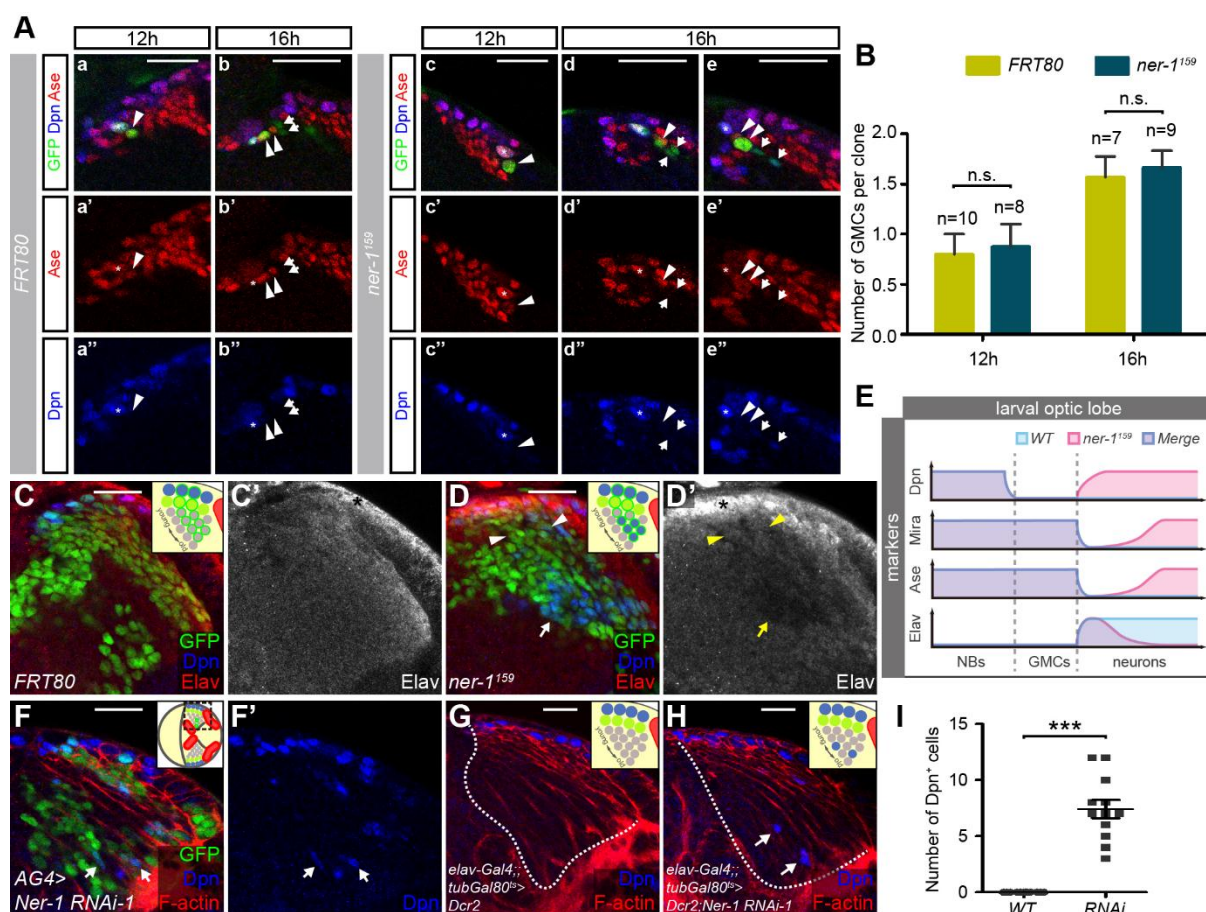 A
12h
16h
12h
16h
FRT80
ner-1¹⁵⁹
GFP Dpn Ase
Ase
Dpn
GFP Dpn Ase
Ase
Dpn
a
b
c
d
e
a'
b'
c'
d'
e'
a''
b''
c''
d''
e''
*
B
FRT80
ner-1¹⁵⁹
Number of GMCs per clone
2.0
1.5
1.0
0.5
0.0
n.s.
n=10
n=8
n.s.
n=7
n=9
12h
16h
C
young
old
FRT80
GFP
Dpn
Elav
C'
*
Elav
D
young
old
ner-1¹⁵⁹
GFP
Dpn
Elav
D'
*
Elav
E
larval optic lobe
WT
ner-1¹⁵⁹
Merge
markers
Dpn
Mira
Ase
Elav
NBs
GMCs
neurons
F
AG4>
Ner-1 RNAi-1
GFP
Dpn
F-actin
F'
Dpn
G
young
old
elav-Gal4;;
tubGal80ᵗˢ>
Dcr2
Dpn
F-actin
H
young
old
elav-Gal4;;
tubGal80ᵗˢ>
Dcr2;Ner-1 RNAi-1
Dpn
F-actin
I
Number of Dpn⁺ cells
15
10
5
0
***
WT
RNAi